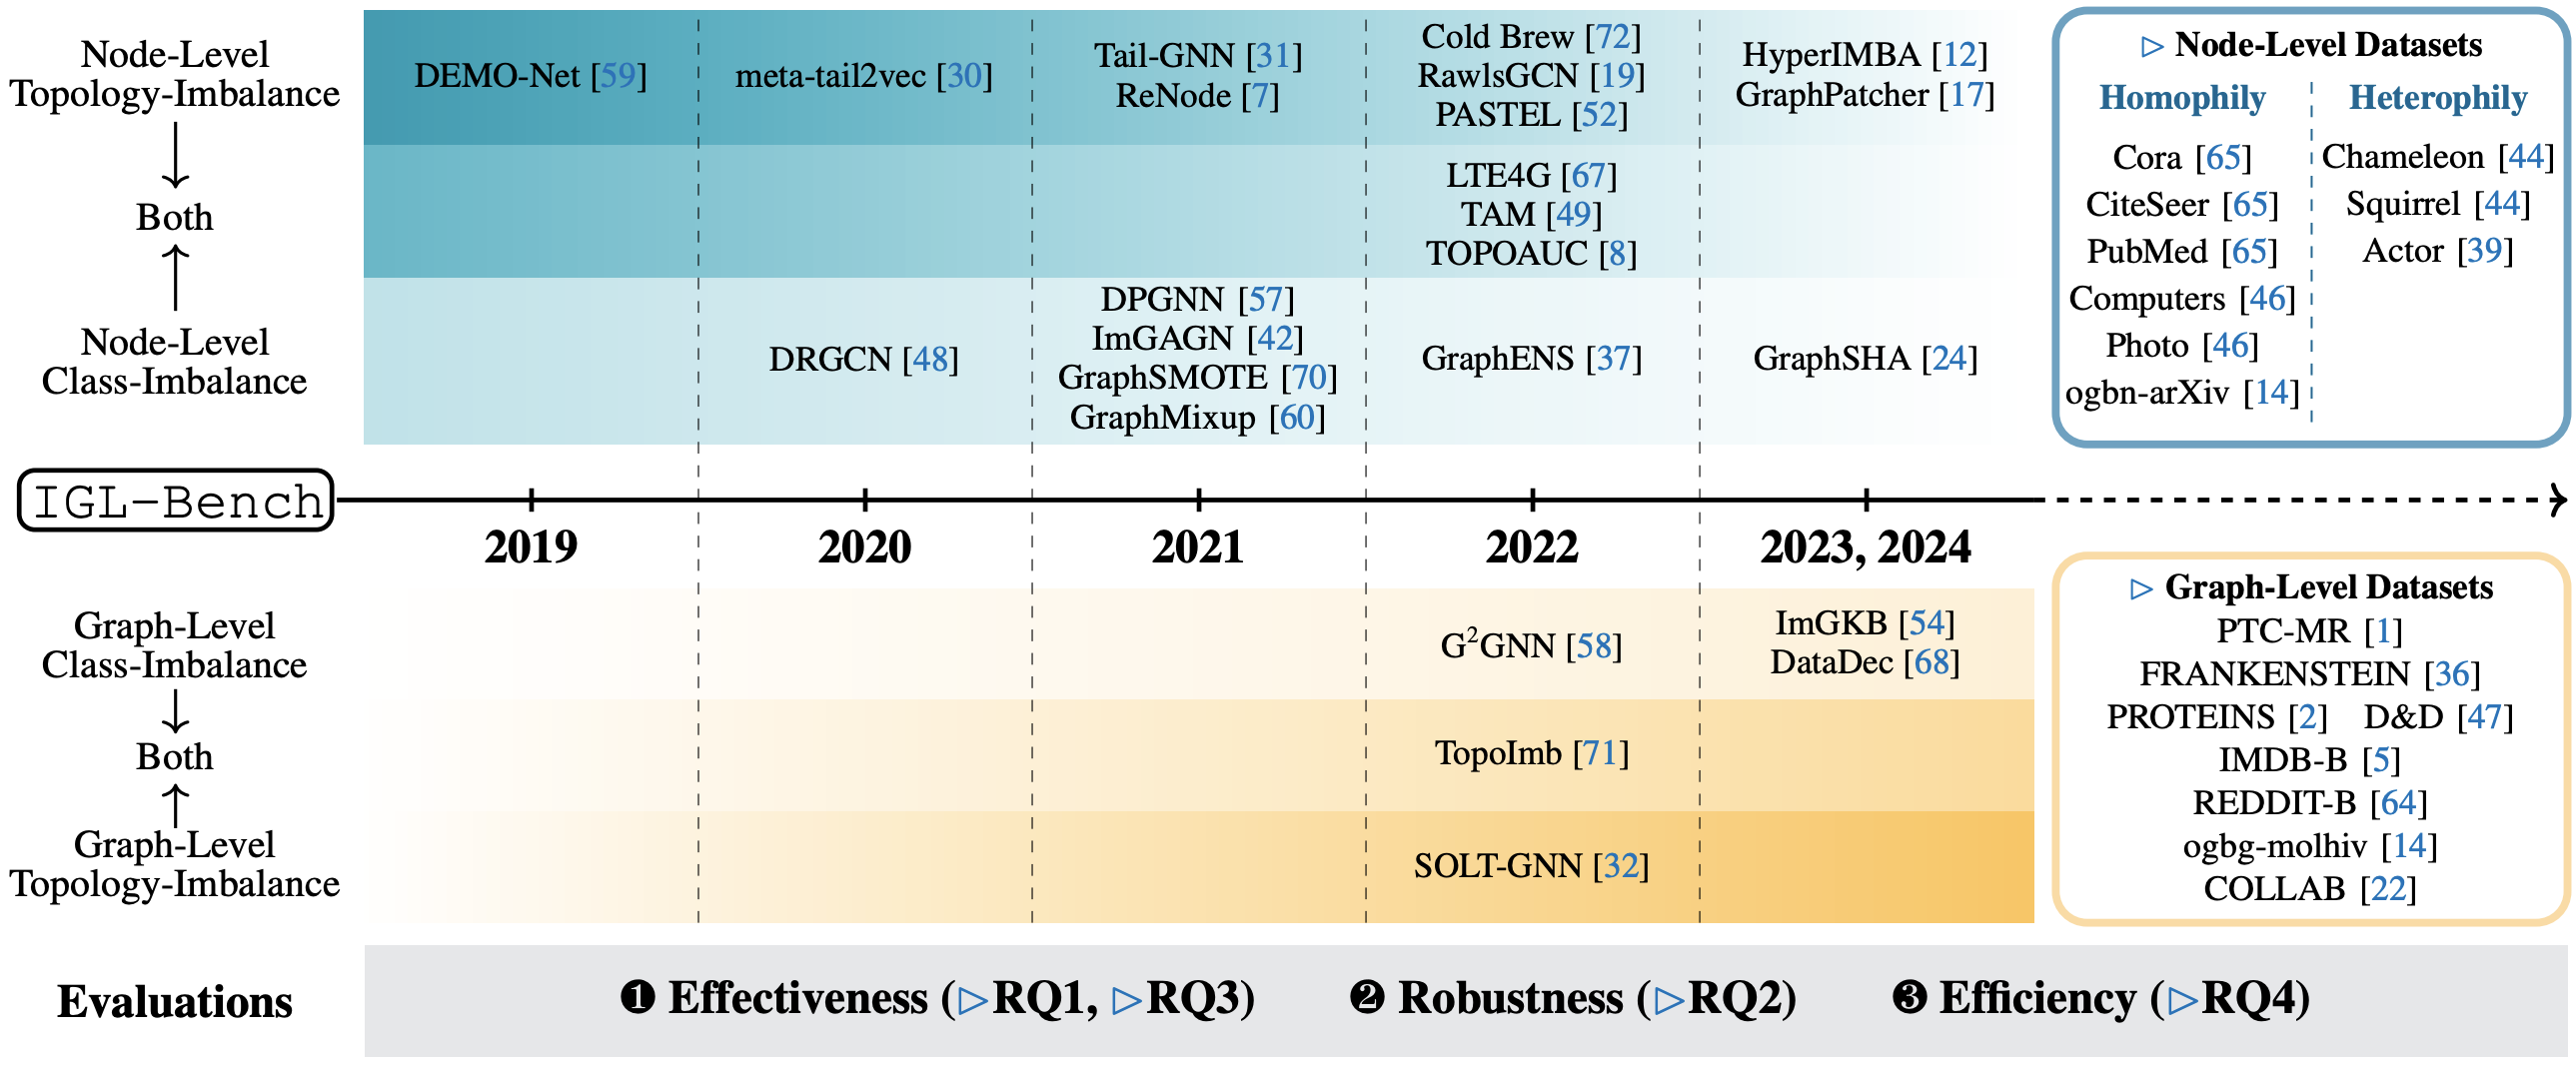 Node-Level
Topology-Imbalance
Both
Node-Level
Class-Imbalance
DEMO-Net [59]
meta-tail2vec [30]
Tail-GNN [31]
ReNode [7]
Cold Brew [72]
RawlsGCN [19]
PASTEL [52]
HyperIMBA [12]
GraphPatcher [17]
LTE4G [67]
TAM [49]
TOPOAUC [8]
DRGCN [48]
DPGNN [57]
ImGAGN [42]
GraphSMOTE [70]
GraphMixup [60]
GraphENS [37]
GraphSHA [24]
▷ Node-Level Datasets
Homophily
Cora [65]
CiteSeer [65]
PubMed [65]
Computers [46]
Photo [46]
ogbn-arXiv [14]
Heterophily
Chameleon [44]
Squirrel [44]
Actor [39]
IGL-Bench
2019
2020
2021
2022
2023, 2024
Graph-Level
Class-Imbalance
Both
Graph-Level
Topology-Imbalance
G²GNN [58]
ImGKB [54]
DataDec [68]
TopoImb [71]
SOLT-GNN [32]
▷ Graph-Level Datasets
PTC-MR [1]
FRANKENSTEIN [36]
PROTEINS [2] D&D [47]
IMDB-B [5]
REDDIT-B [64]
ogbg-molhiv [14]
COLLAB [22]
Evaluations
❶ Effectiveness (▷RQ1, ▷RQ3) ❷ Robustness (▷RQ2) ❸ Efficiency (▷RQ4)